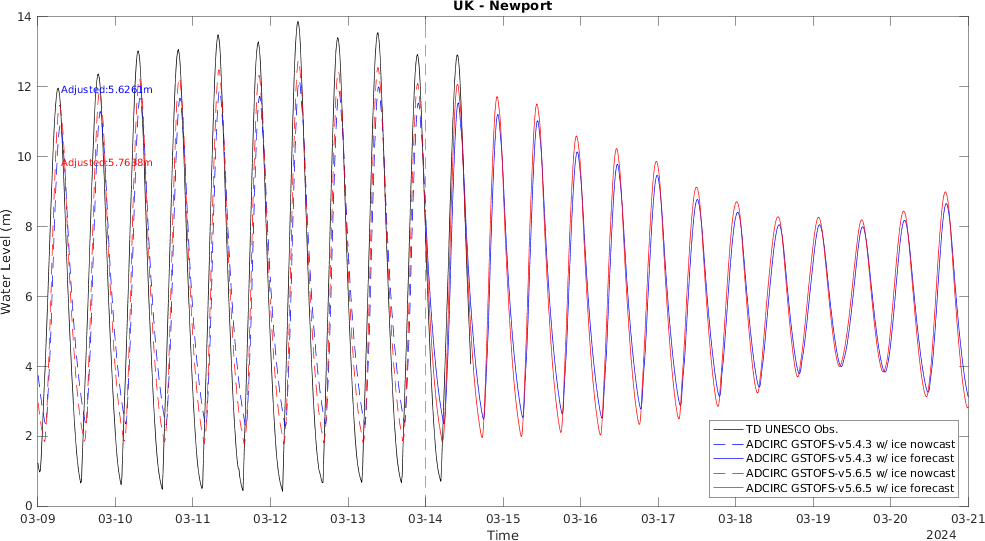 UK - Newport
14
12
10
8
6
4
2
0
Water Level (m)
Adjusted:5.6261m
Adjusted:5.7638m
TD UNESCO Obs.
ADCIRC GSTOFS-v5.4.3 w/ ice nowcast
ADCIRC GSTOFS-v5.4.3 w/ ice forecast
ADCIRC GSTOFS-v5.6.5 w/ ice nowcast
ADCIRC GSTOFS-v5.6.5 w/ ice forecast
03-09 03-10 03-11 03-12 03-13 03-14 03-15 03-16 03-17 03-18 03-19 03-20 03-21
Time
2024